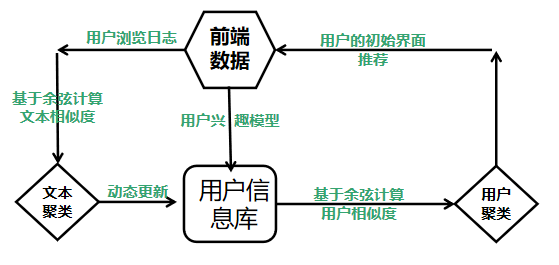 用户浏览日志
前端
数据
用户的初始界面
推荐
基于余弦计算
文本相似度
用户兴 趣模型
文本
聚类
动态更新
用户信
息库
基于余弦计算
用户相似度
用户
聚类